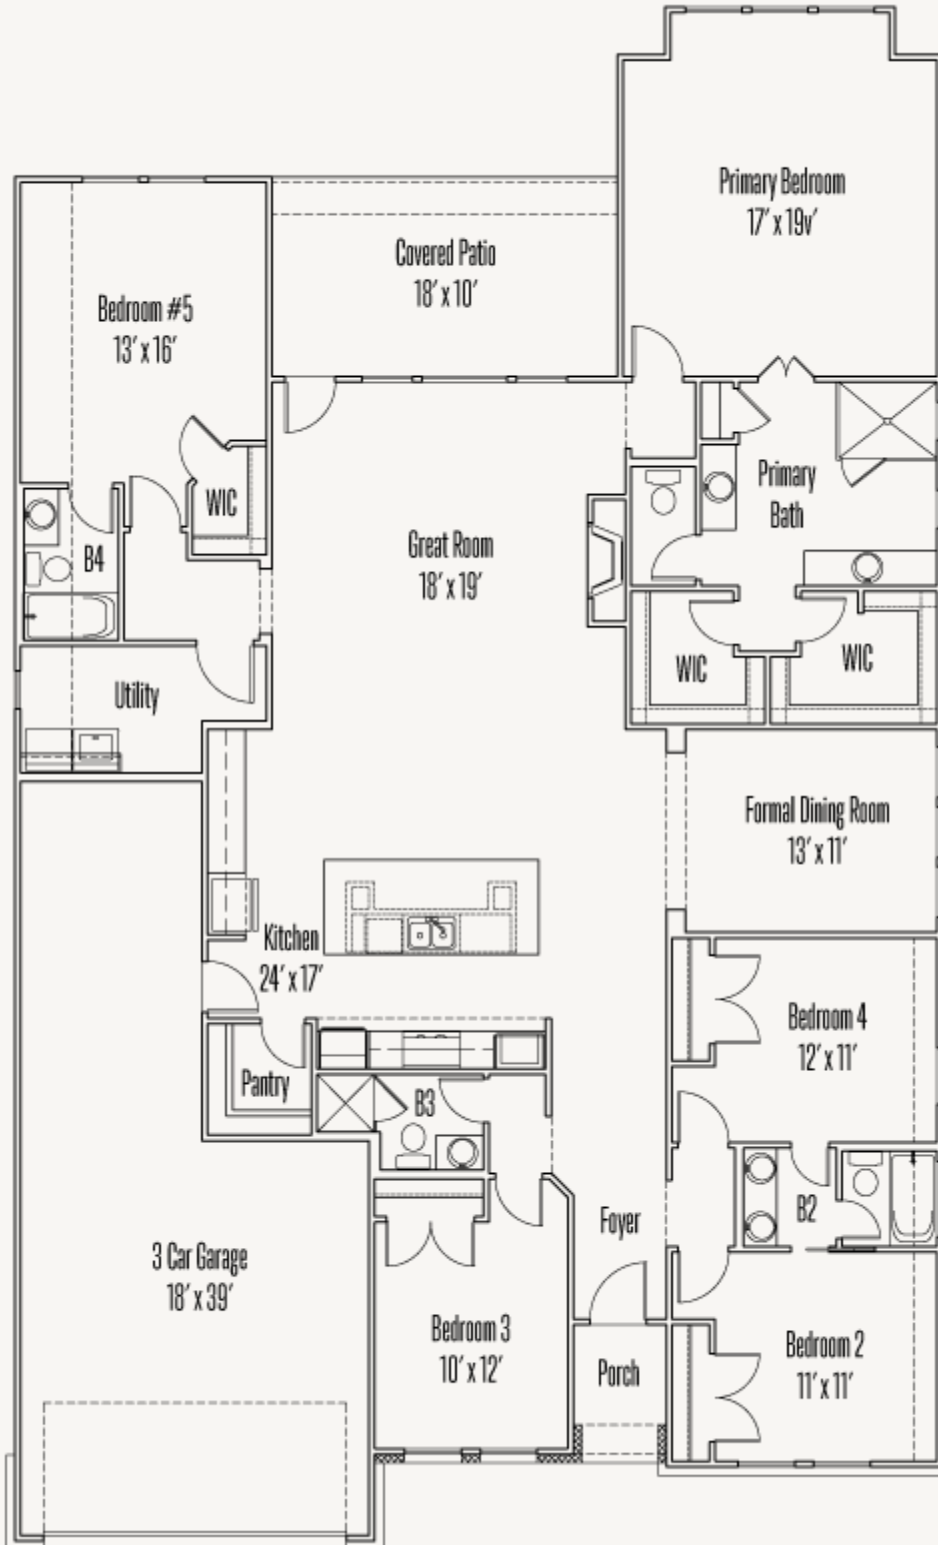 Primary Bedroom
17' x 19v'
Covered Patio
18' x 10'
Bedroom #5
13' x 16'
WIC
B4
Primary
Bath
Great Room
18' x 19'
WIC
WIC
Utility
Formal Dining Room
13' x 11'
Kitchen
24' x 17'
Bedroom 4
12' x 11'
Pantry
B3
B2
Foyer
3 Car Garage
18' x 39'
Bedroom 3
10' x 12'
Porch
Bedroom 2
11' x 11'